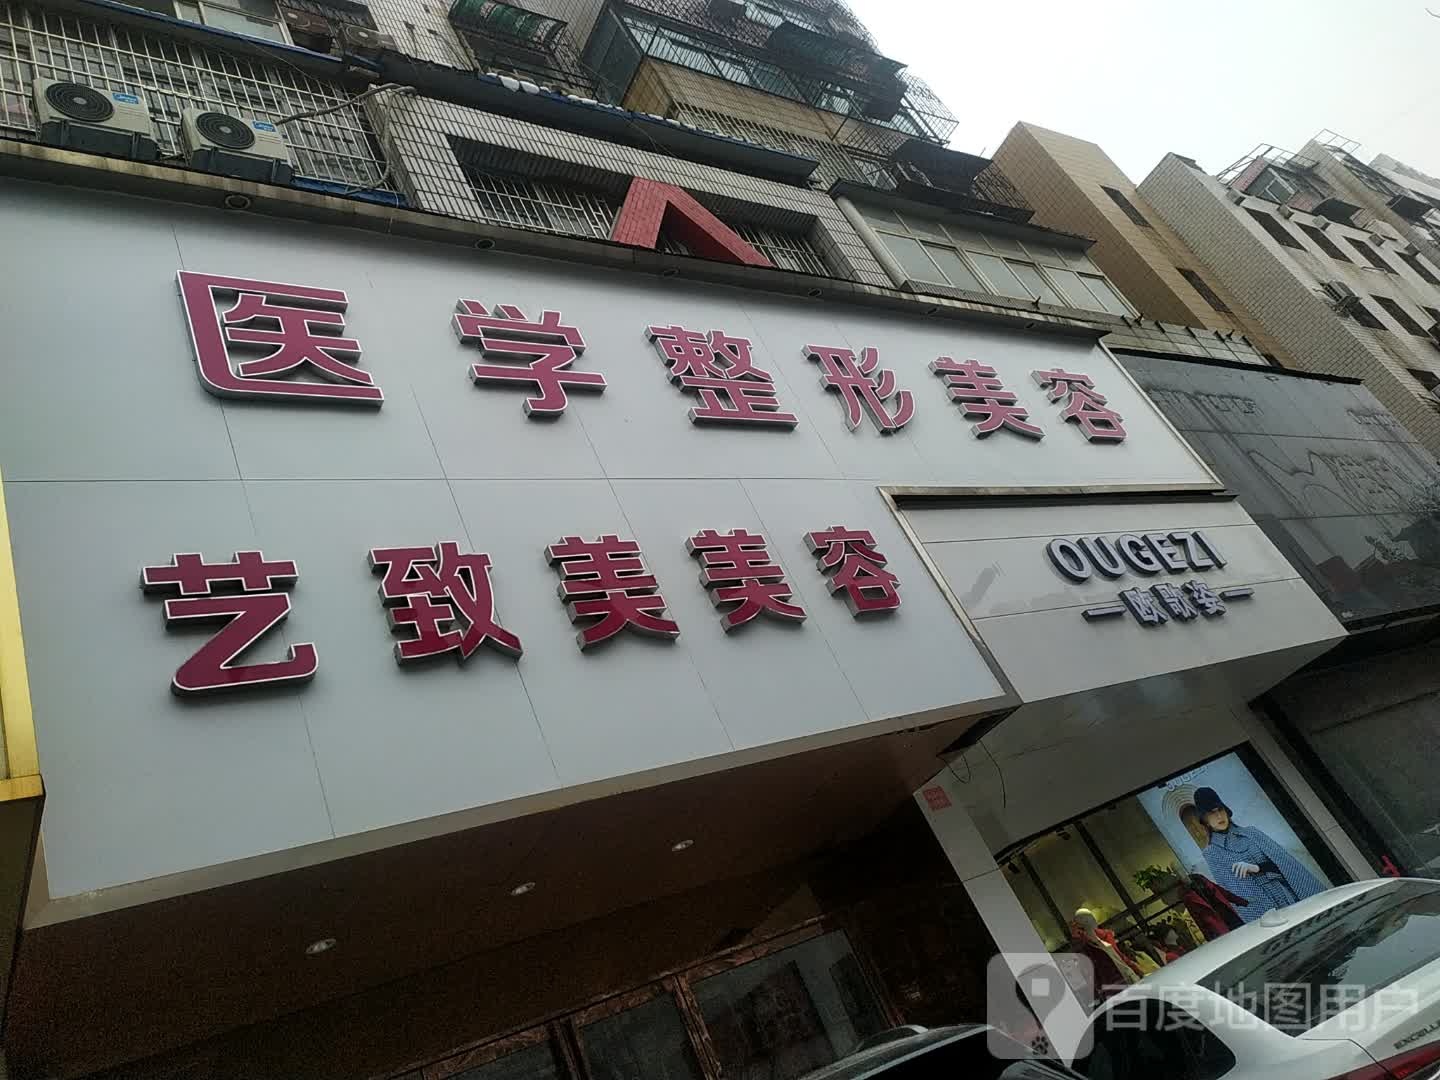 医学整形美容
艺致美美容
OUGEZI
欧歌姿
百度地图用户